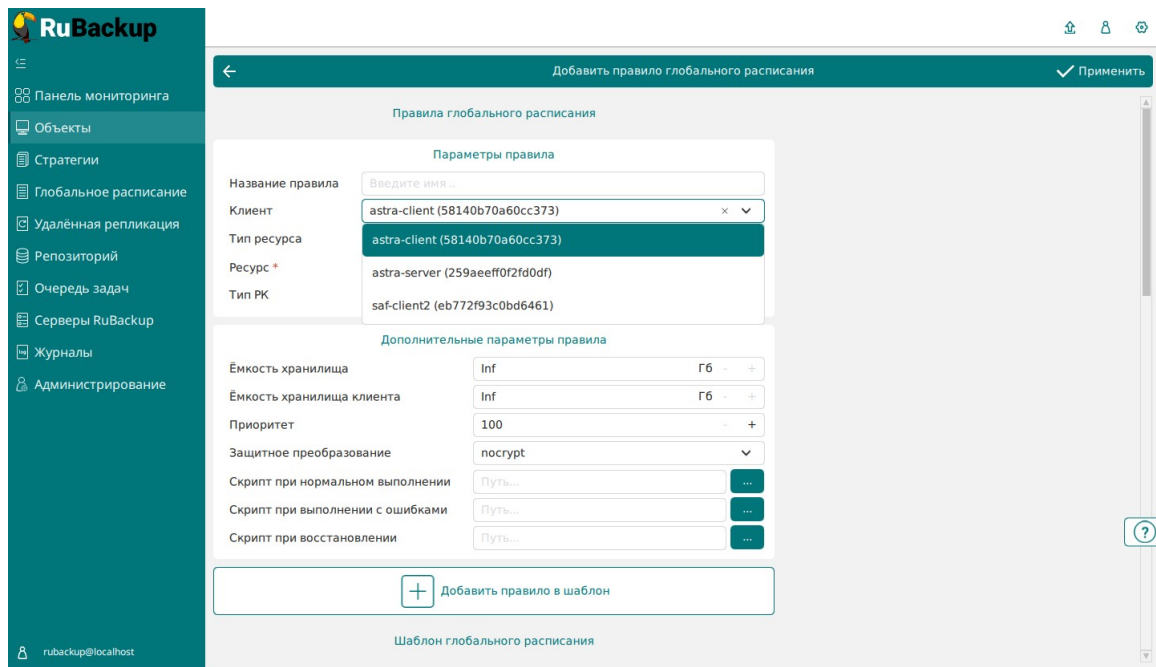 RuBackup
Добавить правило глобального расписания
Применить
Панель мониторинга
Объекты
Стратегии
Глобальное расписание
Удалённая репликация
Репозиторий
Очередь задач
Серверы RuBackup
Журналы
Администрирование
rubackup@localhost
Правила глобального расписания
Параметры правила
Название правила Введите имя ..
Клиент astra-client (58140b70a60cc373)
Тип ресурса astra-client (58140b70a60cc373)
Ресурс * astra-server (259aeeff0f2fd0df)
Тип РК saf-client2 (eb772f93c0bd6461)
Дополнительные параметры правила
Ёмкость хранилища Inf Гб - +
Ёмкость хранилища клиента Inf Гб - +
Приоритет 100 - +
Защитное преобразование nocrypt
Скрипт при нормальном выполнении Путь... ...
Скрипт при выполнении с ошибками Путь... ...
Скрипт при восстановлении Путь... ...
Добавить правило в шаблон
Шаблон глобального расписания
?